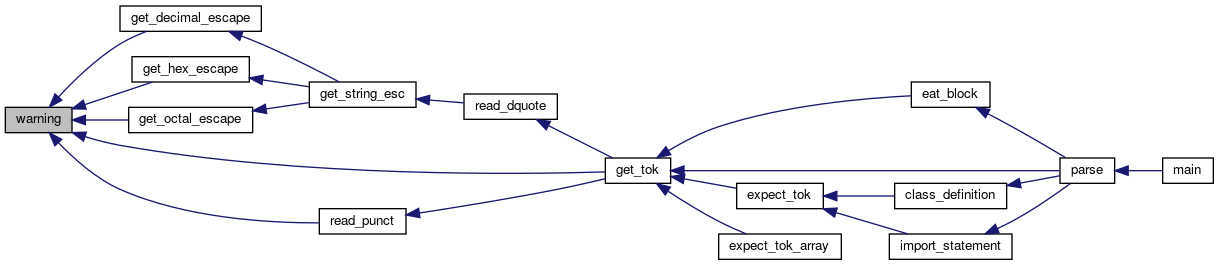 warning
get_decimal_escape
get_hex_escape
get_octal_escape
get_string_esc
read_dquote
read_punct
get_tok
eat_block
expect_tok
expect_tok_array
class_definition
import_statement
parse
main